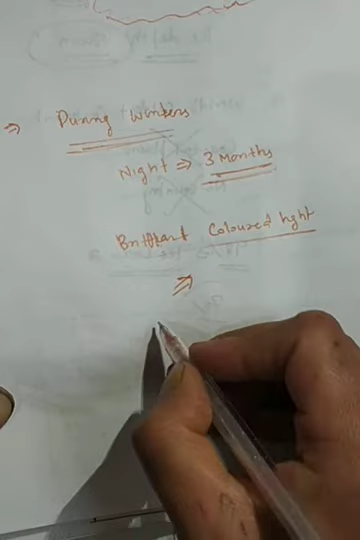 ⇒ During Winters
Night ⇒ 3 Months
Brilliant Coloured light
⇒